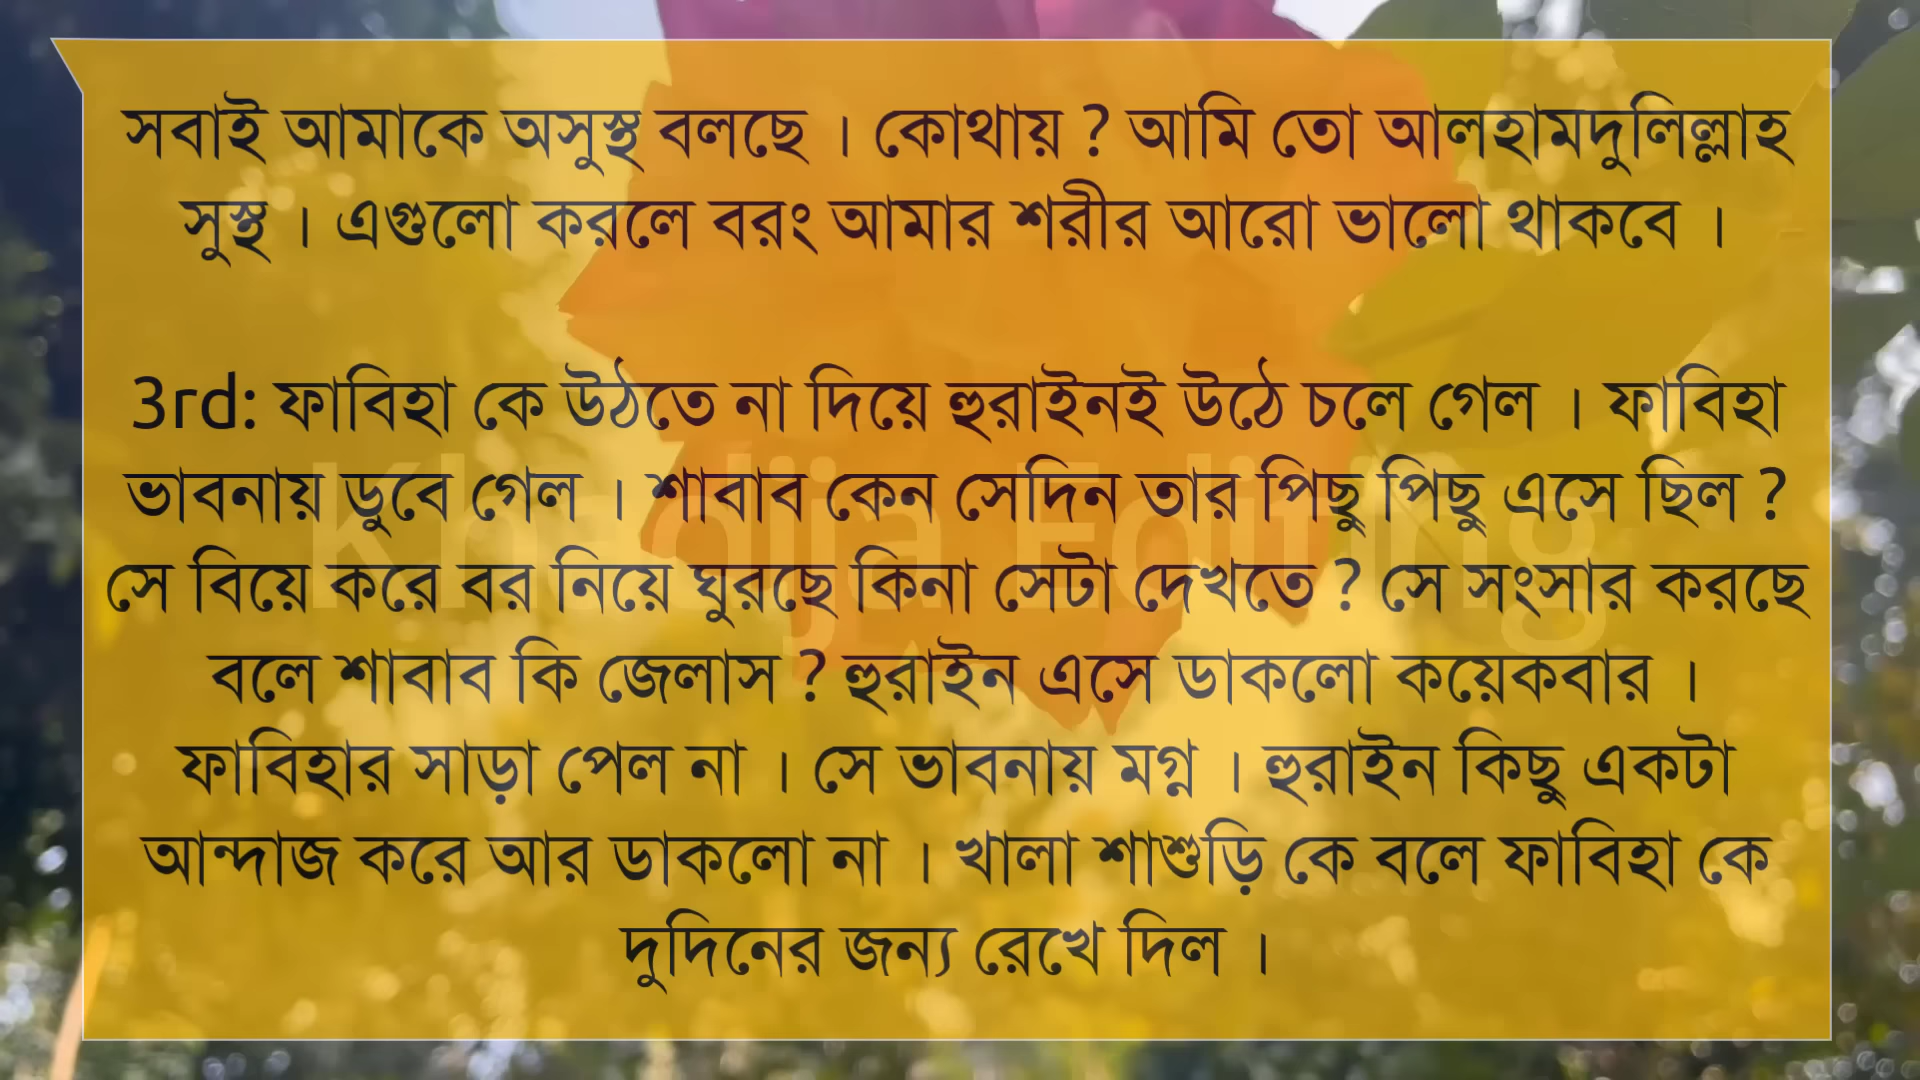 সবাই আমাকে অসুস্থ বলছে । কোথায় ? আমি তো আলহামদুলিল্লাহ
সুস্থ । এগুলো করলে বরং আমার শরীর আরো ভালো থাকবে ।
3rd: ফাবিহা কে উঠতে না দিয়ে হুরাইনই উঠে চলে গেল । ফাবিহা
ভাবনায় ডুবে গেল । শাবাব কেন সেদিন তার পিছু পিছু এসে ছিল ?
সে বিয়ে করে বর নিয়ে ঘুরছে কিনা সেটা দেখতে ? সে সংসার করছে
বলে শাবাব কি জেলাস ? হুরাইন এসে ডাকলো কয়েকবার ।
ফাবিহার সাড়া পেল না । সে ভাবনায় মগ্ন । হুরাইন কিছু একটা
আন্দাজ করে আর ডাকলো না । খালা শাশুড়ি কে বলে ফাবিহা কে
দুদিনের জন্য রেখে দিল ।
Khadija Editing